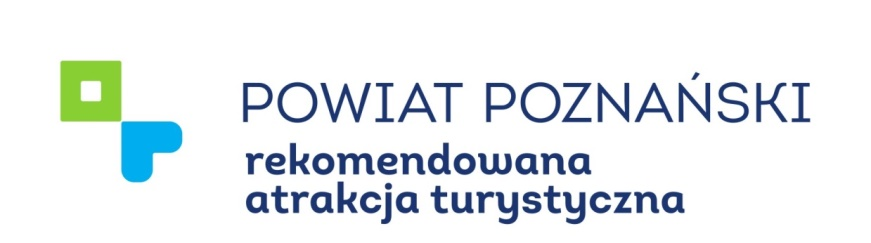 POWIAT POZNAŃSKI
rekomendowana
atrakcja turystyczna